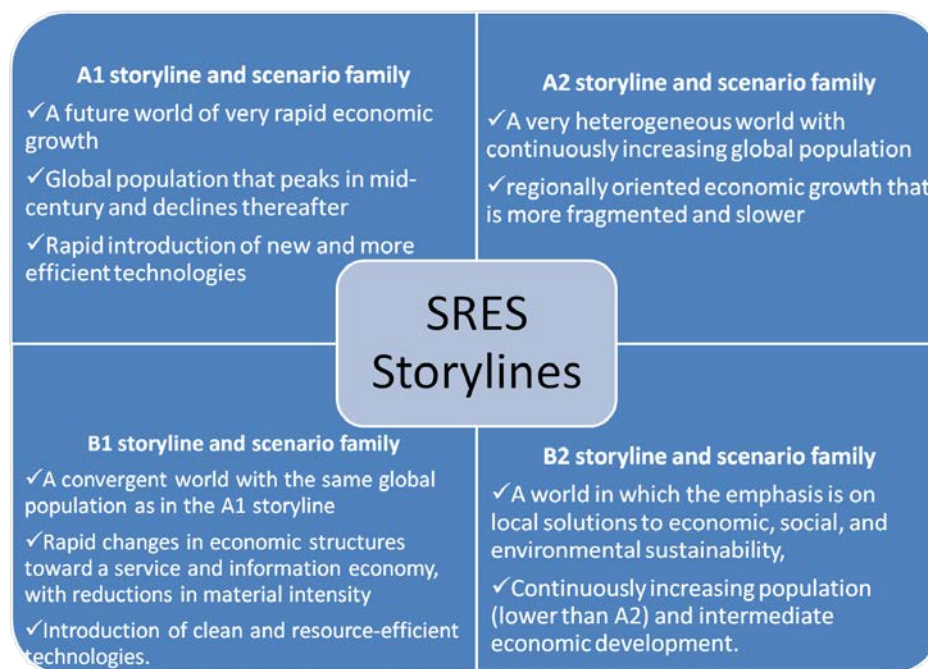 A1 storyline and scenario family
✓A future world of very rapid economic
growth
✓Global population that peaks in mid-
century and declines thereafter
✓Rapid introduction of new and more
efficient technologies
A2 storyline and scenario family
✓A very heterogeneous world with
continuously increasing global population
✓regionally oriented economic growth that
is more fragmented and slower
SRES
Storylines
B1 storyline and scenario family
✓A convergent world with the same global
population as in the A1 storyline
✓Rapid changes in economic structures
toward a service and information economy,
with reductions in material intensity
✓Introduction of clean and resource-efficient
technologies.
B2 storyline and scenario family
✓A world in which the emphasis is on
local solutions to economic, social, and
environmental sustainability,
✓Continuously increasing population
(lower than A2) and intermediate
economic development.